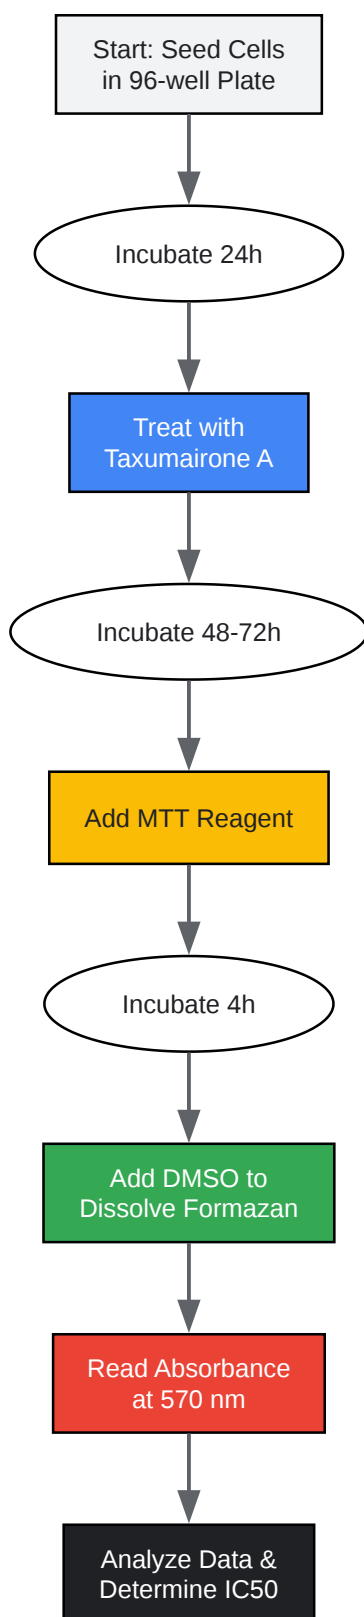 Start: Seed Cells
in 96-well Plate
Incubate 24h
Treat with
Taxumairone A
Incubate 48-72h
Add MTT Reagent
Incubate 4h
Add DMSO to
Dissolve Formazan
Read Absorbance
at 570 nm
Analyze Data &
Determine IC50